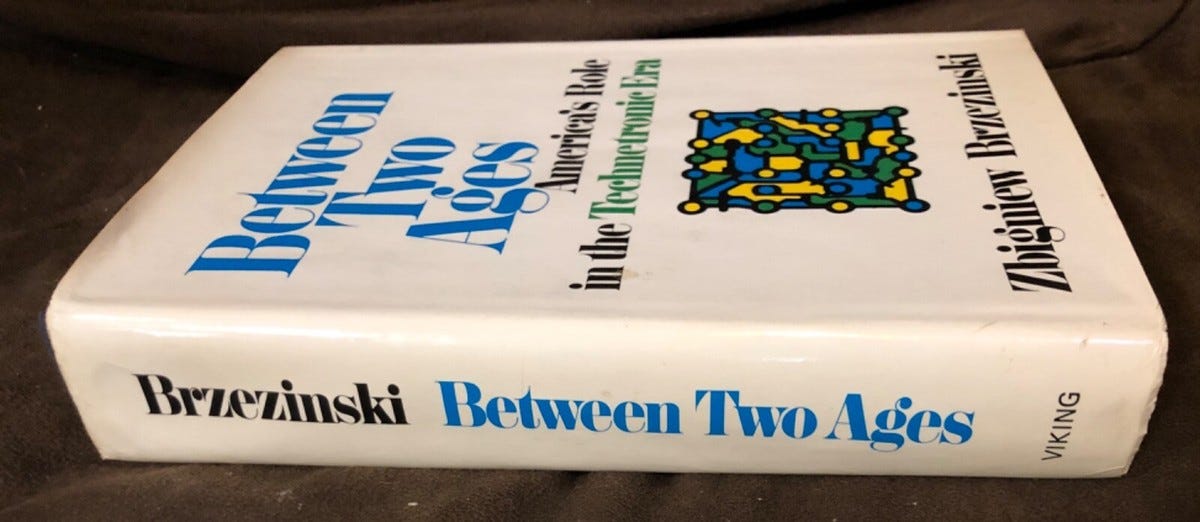 Between
Two
Ages
America's Role
in the Technetronic Era
Zbigniew Brzezinski
Brzezinski Between Two Ages
VIKING